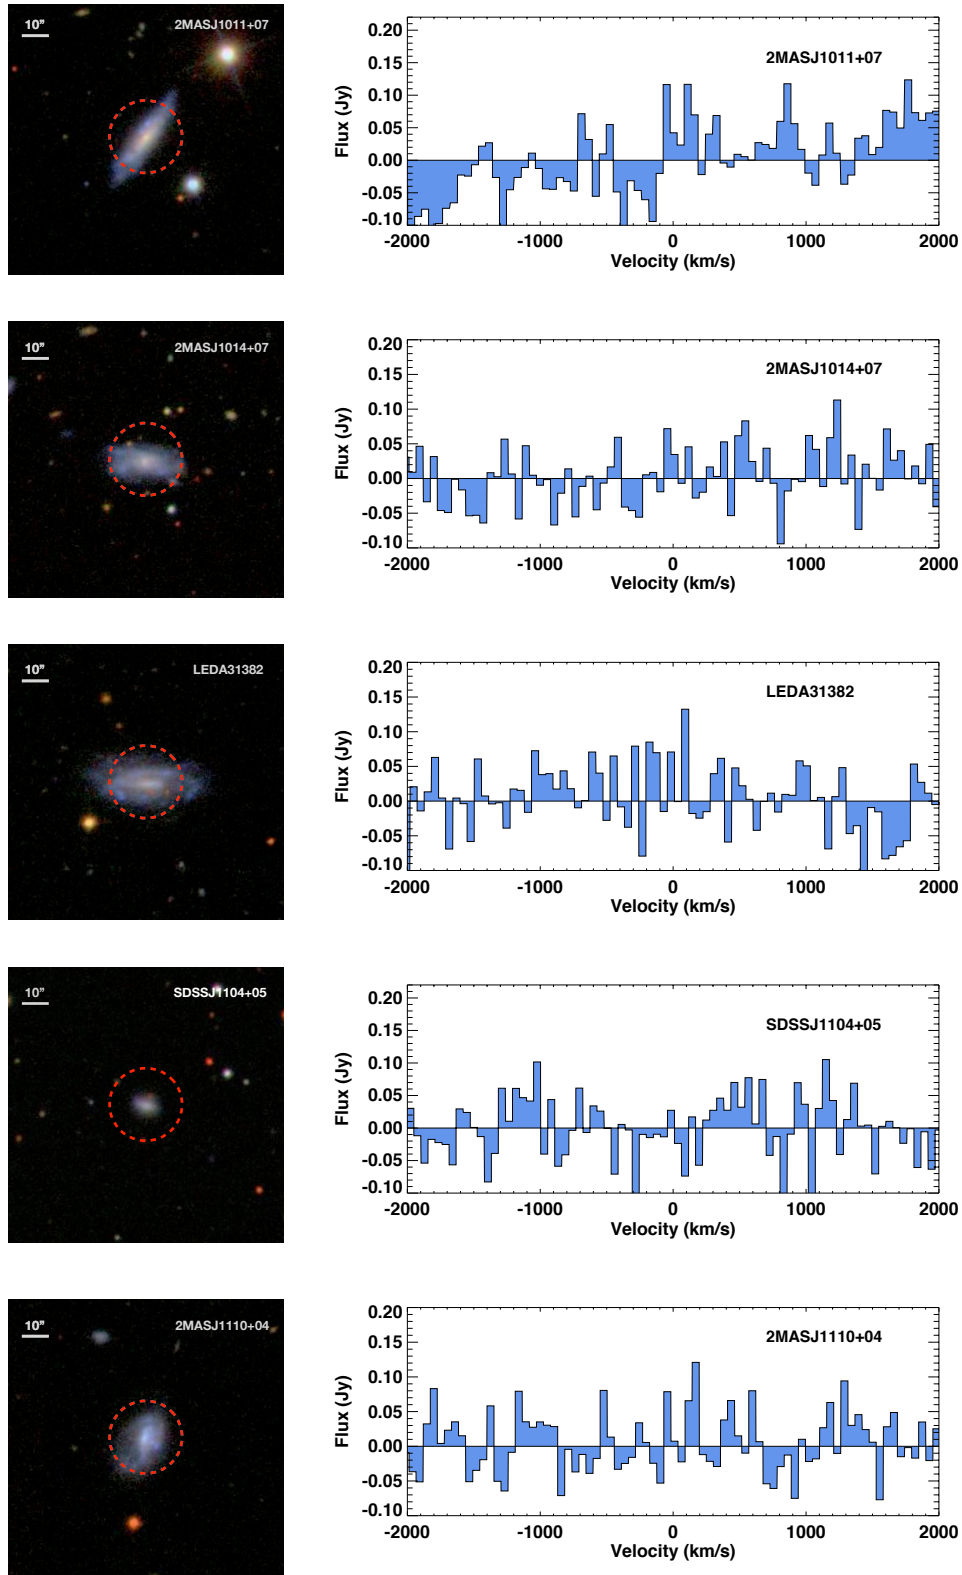 10" 2MASJ1011+07
0.20
0.15
0.10
0.05
0.00
-0.05
-0.10
Flux (Jy)
2MASJ1011+07
-2000 -1000 0 1000 2000
Velocity (km/s)
10" 2MASJ1014+07
0.20
0.15
0.10
0.05
0.00
-0.05
-0.10
Flux (Jy)
2MASJ1014+07
-2000 -1000 0 1000 2000
Velocity (km/s)
10" LEDA31382
0.20
0.15
0.10
0.05
0.00
-0.05
-0.10
Flux (Jy)
LEDA31382
-2000 -1000 0 1000 2000
Velocity (km/s)
10" SDSSJ1104+05
0.20
0.15
0.10
0.05
0.00
-0.05
-0.10
Flux (Jy)
SDSSJ1104+05
-2000 -1000 0 1000 2000
Velocity (km/s)
10" 2MASJ1110+04
0.20
0.15
0.10
0.05
0.00
-0.05
-0.10
Flux (Jy)
2MASJ1110+04
-2000 -1000 0 1000 2000
Velocity (km/s)